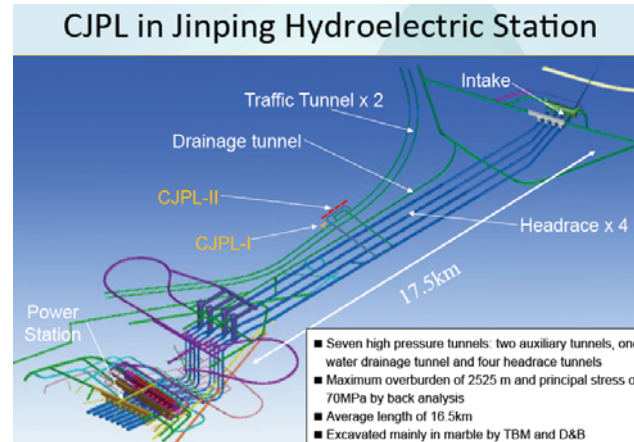 CJPL in Jinping Hydroelectric Station
Intake
Traffic Tunnel x 2
Drainage tunnel
CJPL-II
CJPL-I
Headrace x 4
17.5km
Power
Station
■ Seven high pressure tunnels: two auxiliary tunnels, one
water drainage tunnel and four headrace tunnels
■ Maximum overburden of 2525 m and principal stress o
70MPa by back analysis
■ Average length of 16.5km
■ Excavated mainly in marble by TBM and D&B